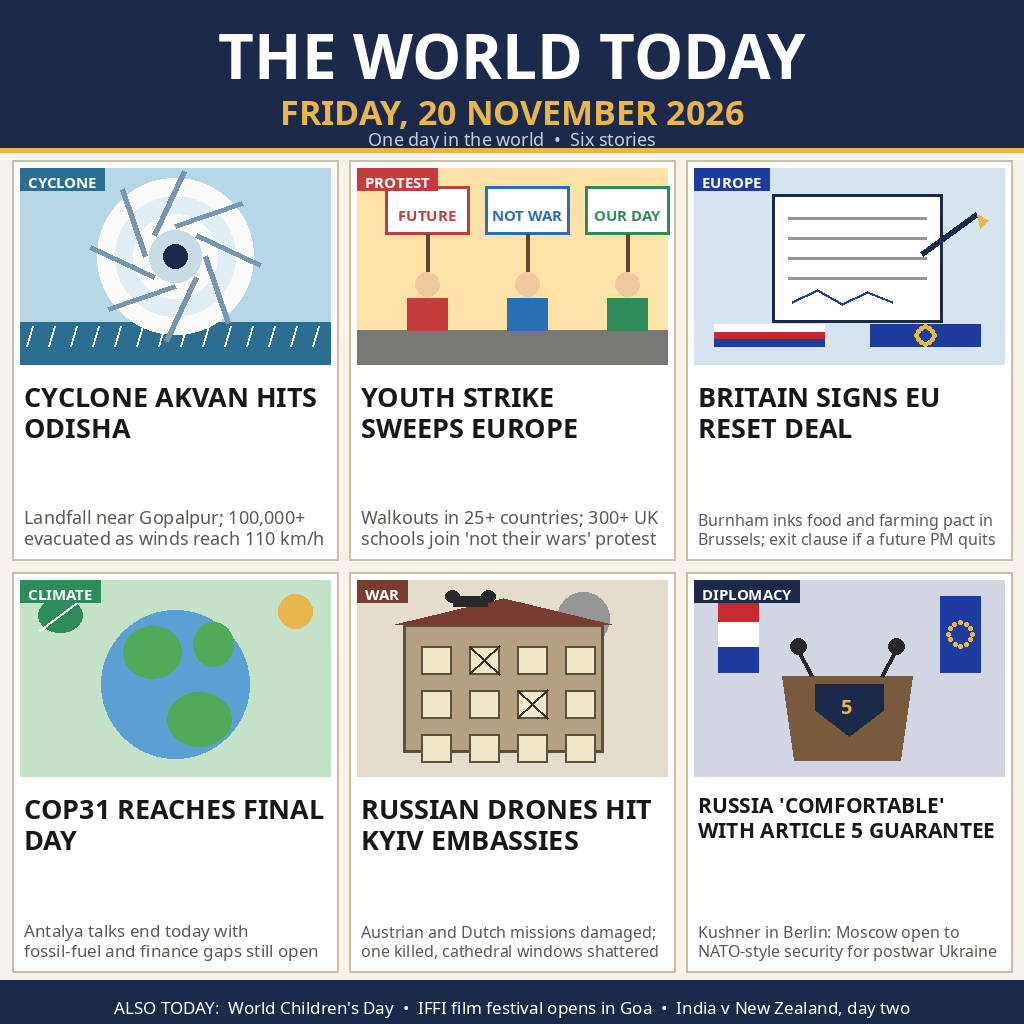 THE WORLD TODAY
FRIDAY, 20 NOVEMBER 2026
One day in the world • Six stories
CYCLONE
CYCLONE AKVAN HITS
ODISHA
Landfall near Gopalpur; 100,000+
evacuated as winds reach 110 km/h
PROTEST
FUTURE
NOT WAR
OUR DAY
YOUTH STRIKE
SWEEPS EUROPE
Walkouts in 25+ countries; 300+ UK
schools join 'not their wars' protest
EUROPE
BRITAIN SIGNS EU
RESET DEAL
Burnham inks food and farming pact in
Brussels; exit clause if a future PM quits
CLIMATE
COP31 REACHES FINAL
DAY
Antalya talks end today with
fossil-fuel and finance gaps still open
WAR
RUSSIAN DRONES HIT
KYIV EMBASSIES
Austrian and Dutch missions damaged;
one killed, cathedral windows shattered
DIPLOMACY
5
RUSSIA 'COMFORTABLE'
WITH ARTICLE 5 GUARANTEE
Kushner in Berlin: Moscow open to
NATO-style security for postwar Ukraine
ALSO TODAY: World Children's Day • IFFI film festival opens in Goa • India v New Zealand, day two